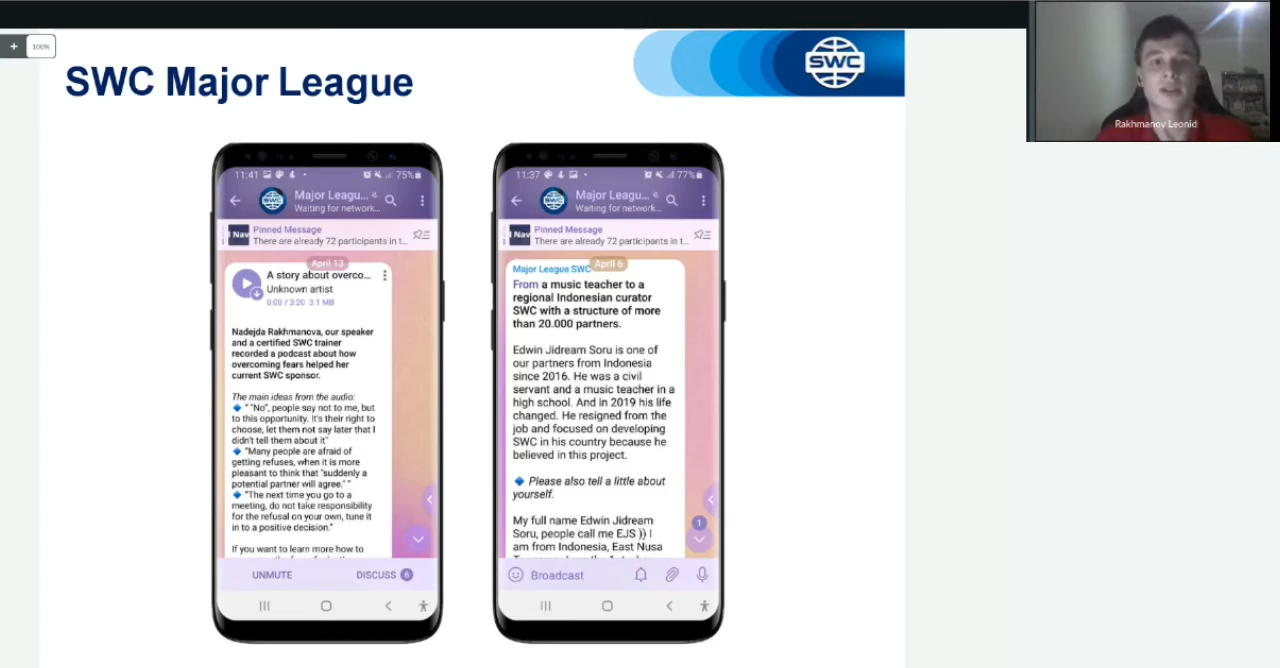 + 100%
SWC Major League
SWC
Rakhmanov Leonid
11:41 75%
SWC
Major Leagu...
Waiting for network...
Nav
Pinned Message
There are already 72 participants in t...
April 13
A story about overco...
Unknown artist
0:00 / 3:20 3.1 MB
Nadejda Rakhmanova, our speaker
and a certified SWC trainer
recorded a podcast about how
overcoming fears helped her
current SWC sponsor.
The main ideas from the audio:
" "No", people say not to me, but
to this opportunity. It's their right to
choose, let them not say later that I
didn't tell them about it"
"Many people are afraid of
getting refuses, when it is more
pleasant to think that "suddenly a
potential partner will agree." "
"The next time you go to a
meeting, do not take responsibility
for the refusal on your own, tune it
in to a positive decision."
If you want to learn more how to
UNMUTE
DISCUSS 6
11:37 77%
SWC
Major Leagu...
Waiting for network...
Nav
Pinned Message
There are already 72 participants in t...
Major League SWC
April 6
From a music teacher to a
regional Indonesian curator
SWC with a structure of more
than 20.000 partners.
Edwin Jidream Soru is one of
our partners from Indonesia
since 2016. He was a civil
servant and a music teacher in a
high school. And in 2019 his life
changed. He resigned from the
job and focused on developing
SWC in his country because he
believed in this project.
Please also tell a little about
yourself.
My full name Edwin Jidream
Soru, people call me EJS )) I
am from Indonesia, East Nusa
1
Broadcast